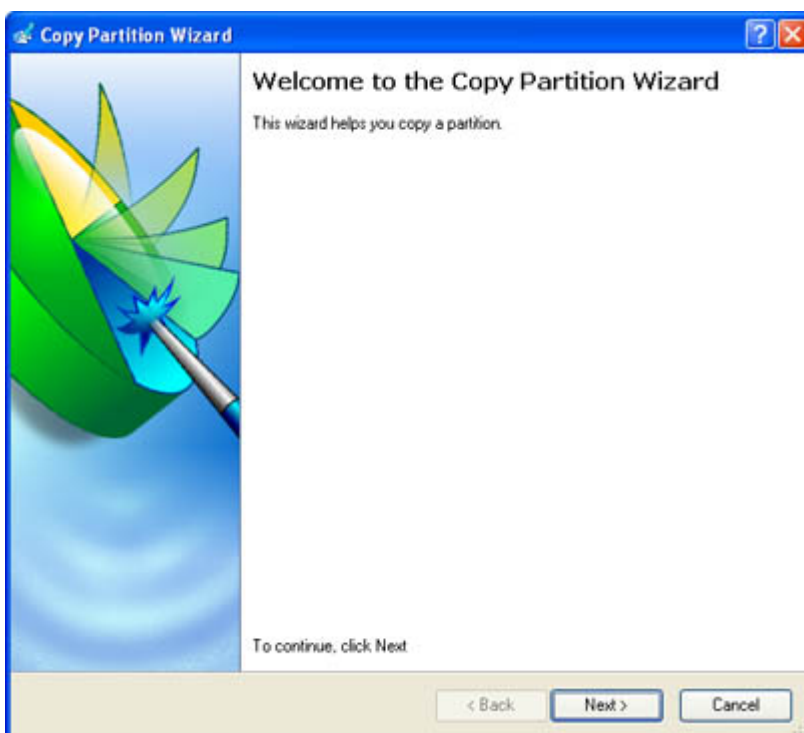 Copy Partition Wizard
Welcome to the Copy Partition Wizard
This wizard helps you copy a partition.
To continue, click Next
< Back Next > Cancel